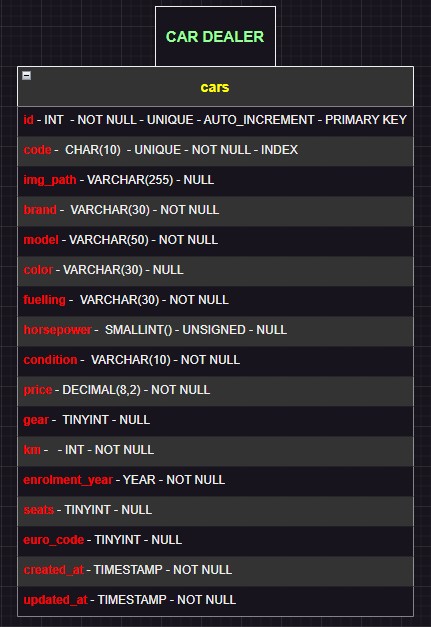 CAR DEALER
cars
id - INT - NOT NULL - UNIQUE - AUTO_INCREMENT - PRIMARY KEY
code - CHAR(10) - UNIQUE - NOT NULL - INDEX
img_path - VARCHAR(255) - NULL
brand - VARCHAR(30) - NOT NULL
model - VARCHAR(50) - NOT NULL
color - VARCHAR(30) - NULL
fuelling - VARCHAR(30) - NOT NULL
horsepower - SMALLINT() - UNSIGNED - NULL
condition - VARCHAR(10) - NOT NULL
price - DECIMAL(8,2) - NOT NULL
gear - TINYINT - NULL
km - - INT - NOT NULL
enrolment_year - YEAR - NOT NULL
seats - TINYINT - NULL
euro_code - TINYINT - NULL
created_at - TIMESTAMP - NOT NULL
updated_at - TIMESTAMP - NOT NULL